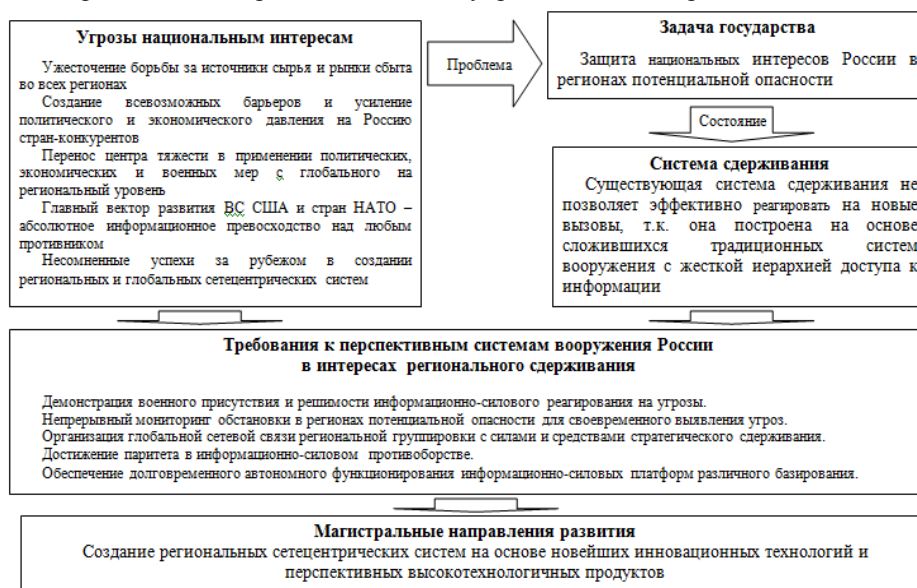 Угрозы национальным интересам
Ужесточение борьбы за источники сырья и рынки сбыта
во всех регионах
Создание всевозможных барьеров и усиление
политического и экономического давления на Россию
стран-конкурентов
Перенос центра тяжести в применении политических,
экономических и военных мер с глобального на
региональный уровень
Главный вектор развития ВС США и стран НАТО –
абсолютное информационное превосходство над любым
противником
Несомненные успехи за рубежом в создании
региональных и глобальных сетецентрических систем
Проблема
Задача государства
Защита национальных интересов России в
регионах потенциальной опасности
Состояние
Система сдерживания
Существующая система сдерживания не
позволяет эффективно реагировать на новые
вызовы, т.к. она построена на основе
сложившихся традиционных систем
вооружения с жесткой иерархией доступа к
информации
Требования к перспективным системам вооружения России
в интересах регионального сдерживания
Демонстрация военного присутствия и решимости информационно-силового реагирования на угрозы.
Непрерывный мониторинг обстановки в регионах потенциальной опасности для своевременного выявления угроз.
Организация глобальной сетевой связи региональной группировки с силами и средствами стратегического сдерживания.
Достижение паритета в информационно-силовом противоборстве.
Обеспечение долговременного автономного функционирования информационно-силовых платформ различного базирования.
Магистральные направления развития
Создание региональных сетецентрических систем на основе новейших инновационных технологий и
перспективных высокотехнологичных продуктов